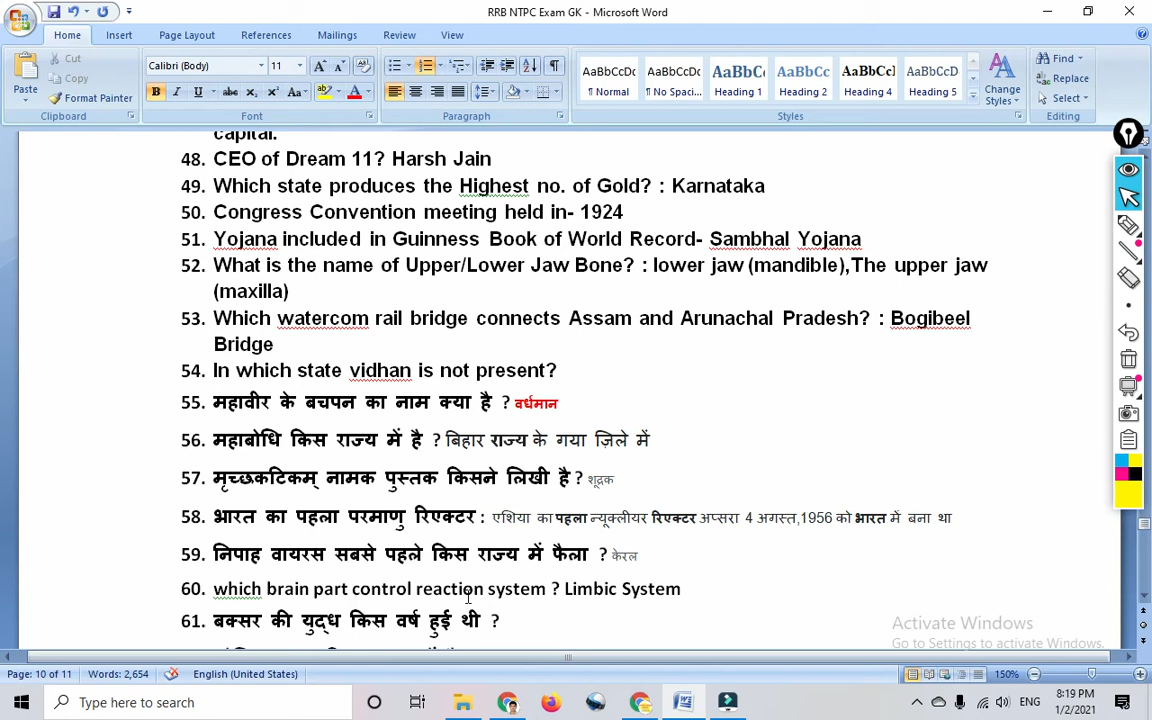 RRB NTPC Exam GK - Microsoft Word
Home Insert Page Layout References Mailings Review View
Cut
Copy
Paste
Format Painter
Clipboard
Calibri (Body) 11
Font
Paragraph
AaBbCcDc AaBbCcDc AaBbC AaBbCc AaBbCcI AaBbCcD
¶ Normal ¶ No Spaci... Heading 1 Heading 2 Heading 4 Heading 5
Change Styles
Styles
Find
Replace
Select
Editing
capital.
48. CEO of Dream 11? Harsh Jain
49. Which state produces the Highest no. of Gold? : Karnataka
50. Congress Convention meeting held in- 1924
51. Yojana included in Guinness Book of World Record- Sambhal Yojana
52. What is the name of Upper/Lower Jaw Bone? : lower jaw (mandible),The upper jaw
(maxilla)
53. Which watercom rail bridge connects Assam and Arunachal Pradesh? : Bogibeel
Bridge
54. In which state vidhan is not present?
55. महावीर के बचपन का नाम क्या है ? वर्धमान
56. महाबोधि किस राज्य में है ? बिहार राज्य के गया ज़िले में
57. मृच्छकटिकम् नामक पुस्तक किसने लिखी है ? शूद्रक
58. भारत का पहला परमाणु रिएक्टर : एशिया का पहला न्यूक्लीयर रिएक्टर अप्सरा 4 अगस्त,1956 को भारत में बना था
59. निपाह वायरस सबसे पहले किस राज्य में फैला ? केरल
60. which brain part control reaction system ? Limbic System
61. बक्सर की युद्ध किस वर्ष हुई थी ?
Activate Windows
Go to Settings to activate Windows.
Page: 10 of 11 Words: 2,654 English (United States) 150%
Type here to search
ENG
8:19 PM
1/2/2021